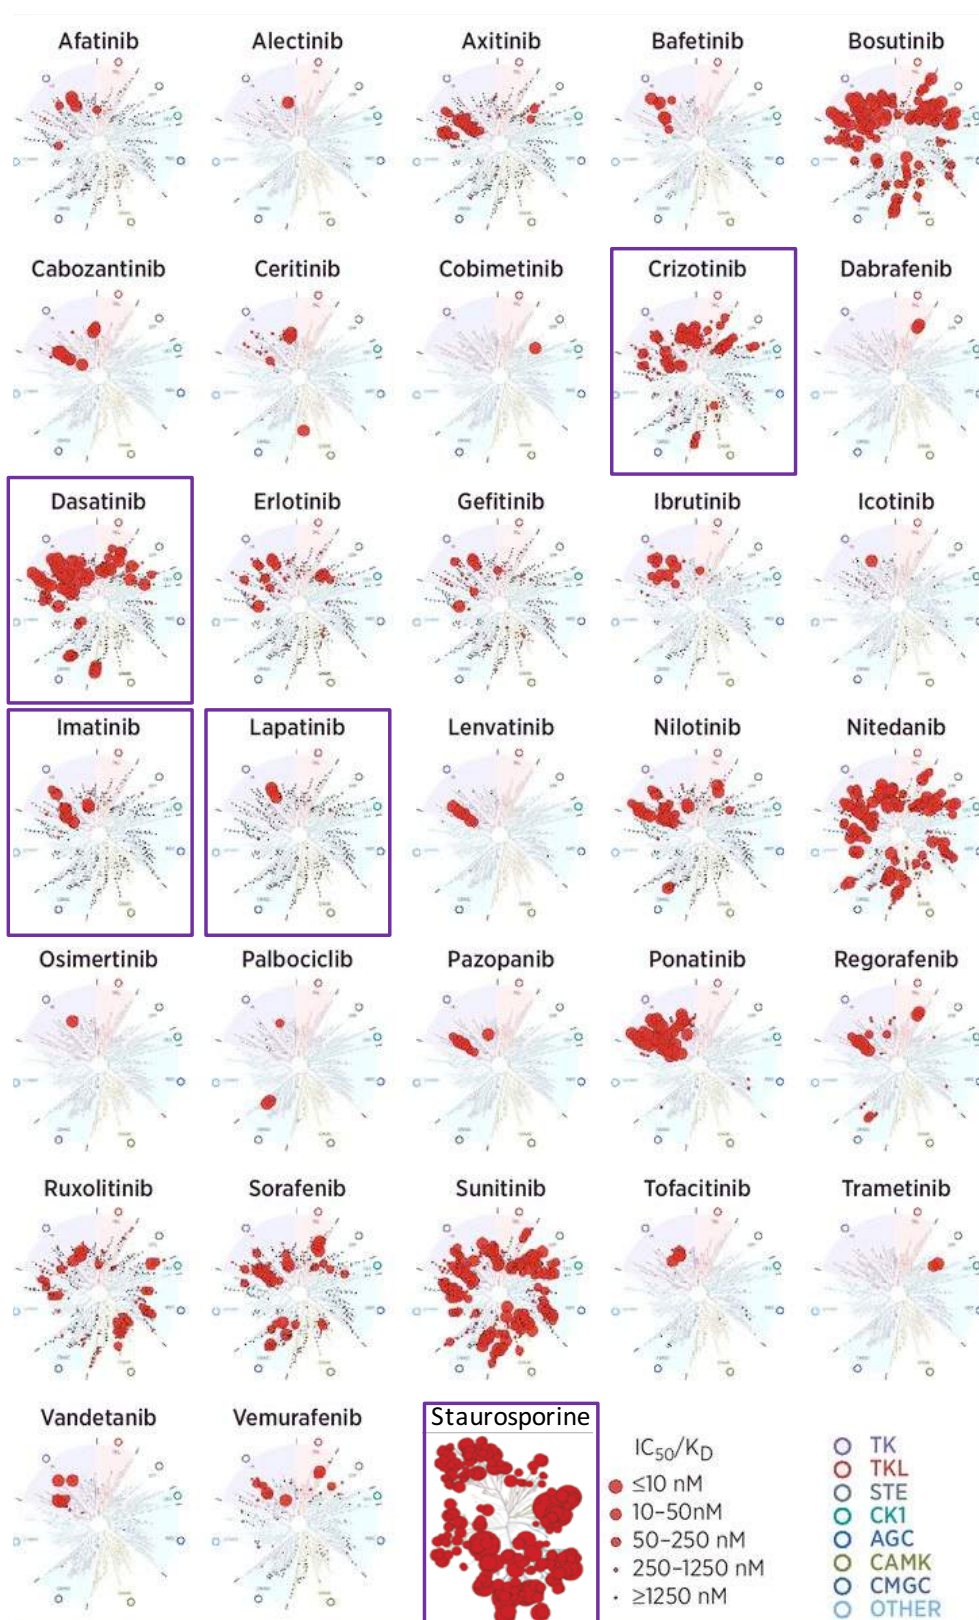 Afatinib Alectinib Axitinib Bafetinib Bosutinib
Cabozantinib Ceritinib Cobimetinib Crizotinib Dabrafenib
Dasatinib Erlotinib Gefitinib Ibrutinib Icotinib
Imatinib Lapatinib Lenvatinib Nilotinib Nitedanib
Osimertinib Palbociclib Pazopanib Ponatinib Regorafenib
Ruxolitinib Sorafenib Sunitinib Tofacitinib Trametinib
Vandetanib Vemurafenib Staurosporine
IC50/KD
≤10 nM
10–50nM
50–250 nM
250–1250 nM
≥1250 nM
TK
TKL
STE
CK1
AGC
CAMK
CMGC
OTHER